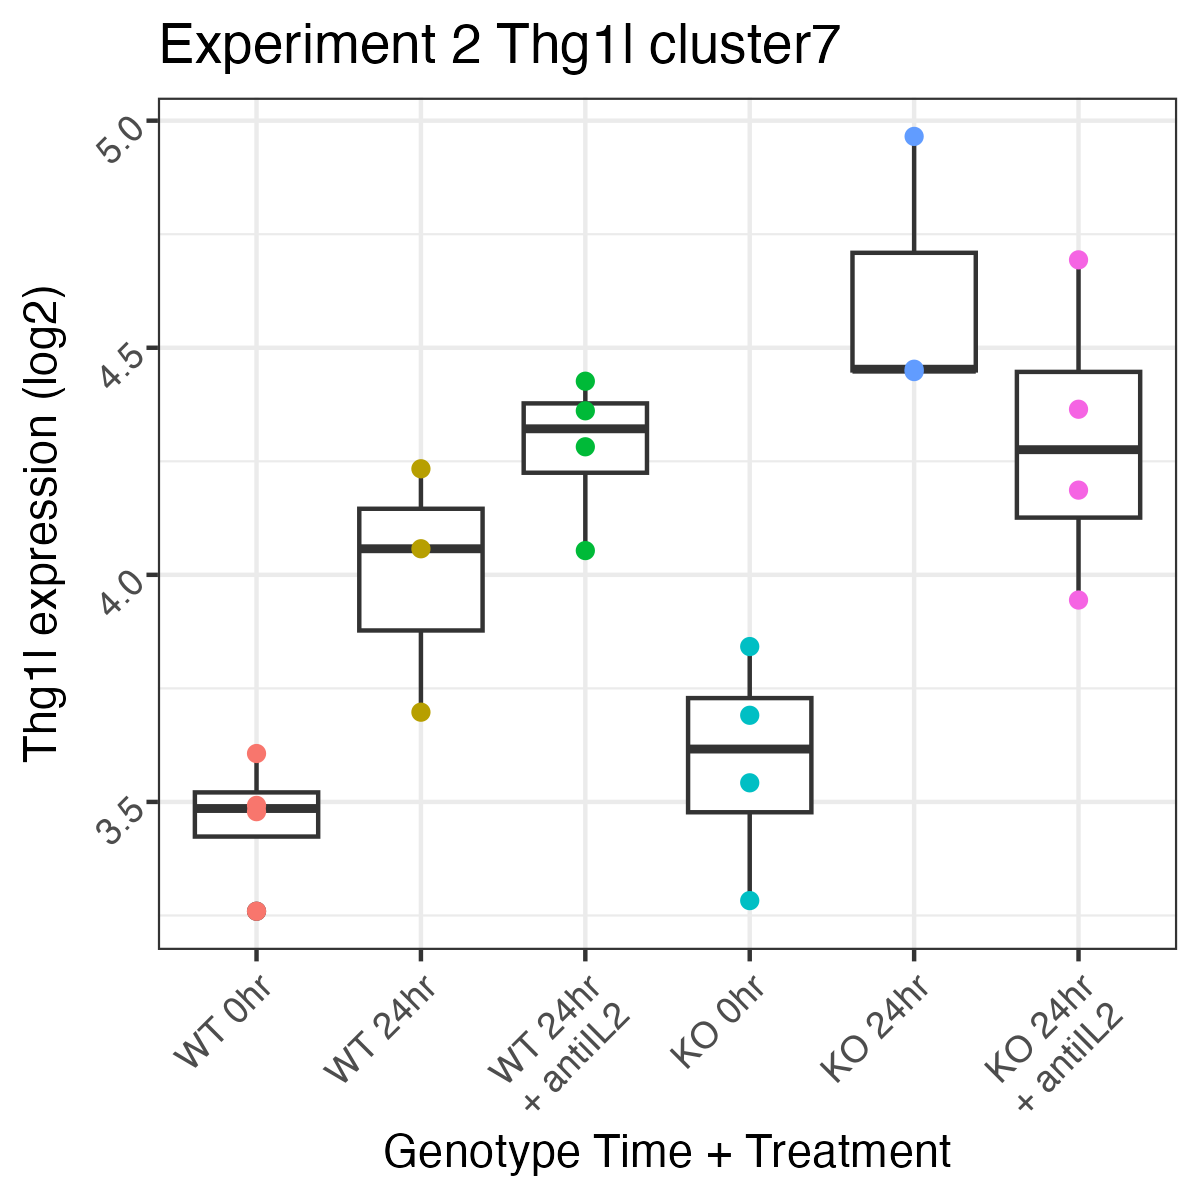 Experiment 2 Thg1l cluster7
Thg1l expression (log2)
5.0
4.5
4.0
3.5
WT 0hr
WT 24hr
WT 24hr
+ antiIL2
KO 0hr
KO 24hr
KO 24hr
+ antiIL2
Genotype Time + Treatment